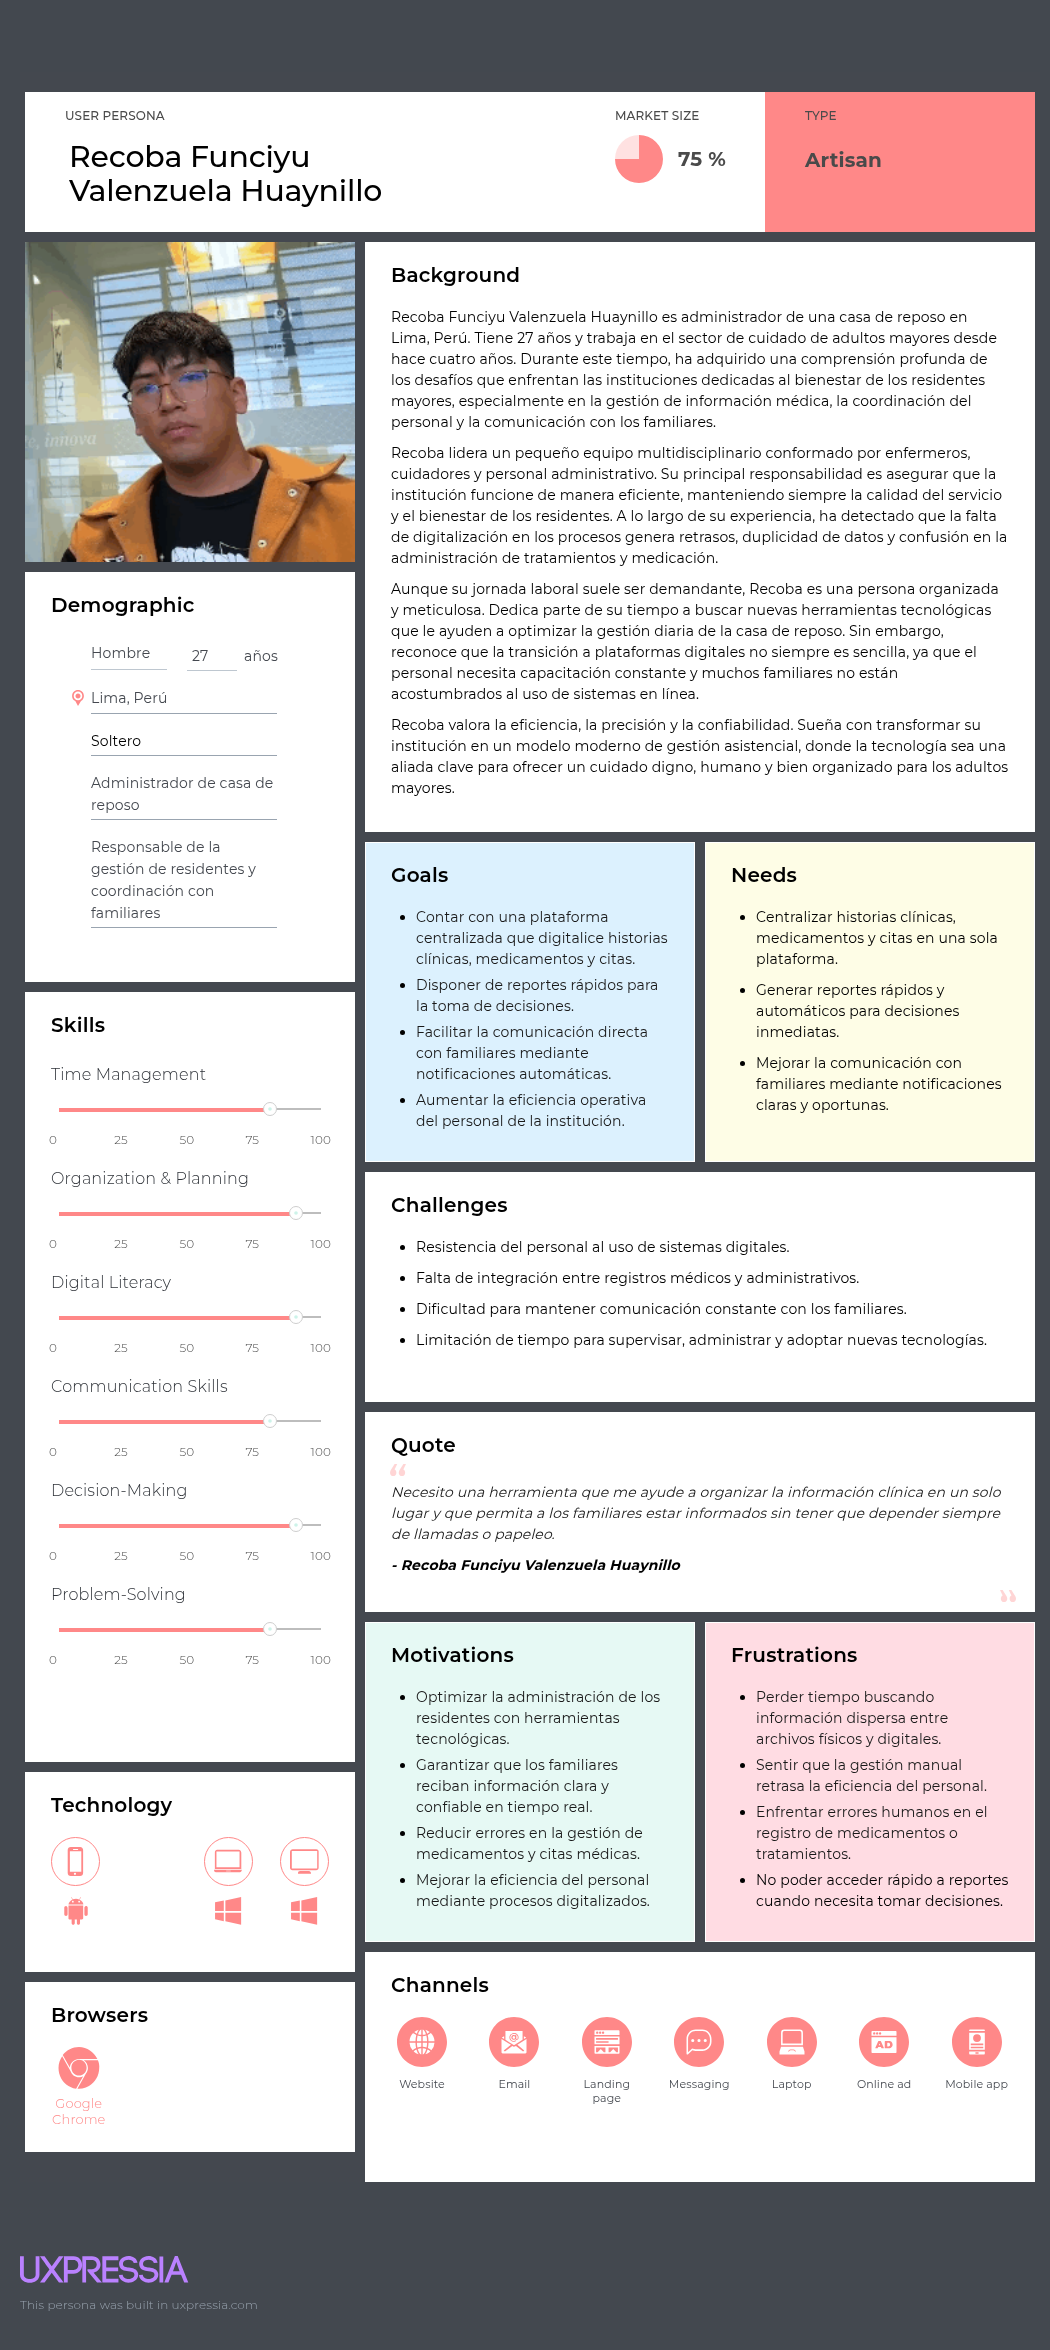 USER PERSONA
Recoba Funciyu
Valenzuela Huaynillo
MARKET SIZE
75 %
TYPE
Artisan
e, innova
Demographic
Hombre
27 años
Lima, Perú
Soltero
Administrador de casa de
reposo
Responsable de la
gestión de residentes y
coordinación con
familiares
Skills
Time Management
0 25 50 75 100
Organization & Planning
0 25 50 75 100
Digital Literacy
0 25 50 75 100
Communication Skills
0 25 50 75 100
Decision-Making
0 25 50 75 100
Problem-Solving
0 25 50 75 100
Technology
Browsers
Google
Chrome
Background
Recoba Funciyu Valenzuela Huaynillo es administrador de una casa de reposo en
Lima, Perú. Tiene 27 años y trabaja en el sector de cuidado de adultos mayores desde
hace cuatro años. Durante este tiempo, ha adquirido una comprensión profunda de
los desafíos que enfrentan las instituciones dedicadas al bienestar de los residentes
mayores, especialmente en la gestión de información médica, la coordinación del
personal y la comunicación con los familiares.
Recoba lidera un pequeño equipo multidisciplinario conformado por enfermeros,
cuidadores y personal administrativo. Su principal responsabilidad es asegurar que la
institución funcione de manera eficiente, manteniendo siempre la calidad del servicio
y el bienestar de los residentes. A lo largo de su experiencia, ha detectado que la falta
de digitalización en los procesos genera retrasos, duplicidad de datos y confusión en la
administración de tratamientos y medicación.
Aunque su jornada laboral suele ser demandante, Recoba es una persona organizada
y meticulosa. Dedica parte de su tiempo a buscar nuevas herramientas tecnológicas
que le ayuden a optimizar la gestión diaria de la casa de reposo. Sin embargo,
reconoce que la transición a plataformas digitales no siempre es sencilla, ya que el
personal necesita capacitación constante y muchos familiares no están
acostumbrados al uso de sistemas en línea.
Recoba valora la eficiencia, la precisión y la confiabilidad. Sueña con transformar su
institución en un modelo moderno de gestión asistencial, donde la tecnología sea una
aliada clave para ofrecer un cuidado digno, humano y bien organizado para los adultos
mayores.
Goals
• Contar con una plataforma
centralizada que digitalice historias
clínicas, medicamentos y citas.
• Disponer de reportes rápidos para
la toma de decisiones.
• Facilitar la comunicación directa
con familiares mediante
notificaciones automáticas.
• Aumentar la eficiencia operativa
del personal de la institución.
Needs
• Centralizar historias clínicas,
medicamentos y citas en una sola
plataforma.
• Generar reportes rápidos y
automáticos para decisiones
inmediatas.
• Mejorar la comunicación con
familiares mediante notificaciones
claras y oportunas.
Challenges
• Resistencia del personal al uso de sistemas digitales.
• Falta de integración entre registros médicos y administrativos.
• Dificultad para mantener comunicación constante con los familiares.
• Limitación de tiempo para supervisar, administrar y adoptar nuevas tecnologías.
Quote
“
Necesito una herramienta que me ayude a organizar la información clínica en un solo
lugar y que permita a los familiares estar informados sin tener que depender siempre
de llamadas o papeleo.
- Recoba Funciyu Valenzuela Huaynillo
”
Motivations
• Optimizar la administración de los
residentes con herramientas
tecnológicas.
• Garantizar que los familiares
reciban información clara y
confiable en tiempo real.
• Reducir errores en la gestión de
medicamentos y citas médicas.
• Mejorar la eficiencia del personal
mediante procesos digitalizados.
Frustrations
• Perder tiempo buscando
información dispersa entre
archivos físicos y digitales.
• Sentir que la gestión manual
retrasa la eficiencia del personal.
• Enfrentar errores humanos en el
registro de medicamentos o
tratamientos.
• No poder acceder rápido a reportes
cuando necesita tomar decisiones.
Channels
@
AD
Website
Email
Landing
page
Messaging
Laptop
Online ad
Mobile app
UXPRESSIA
This persona was built in uxpressia.com